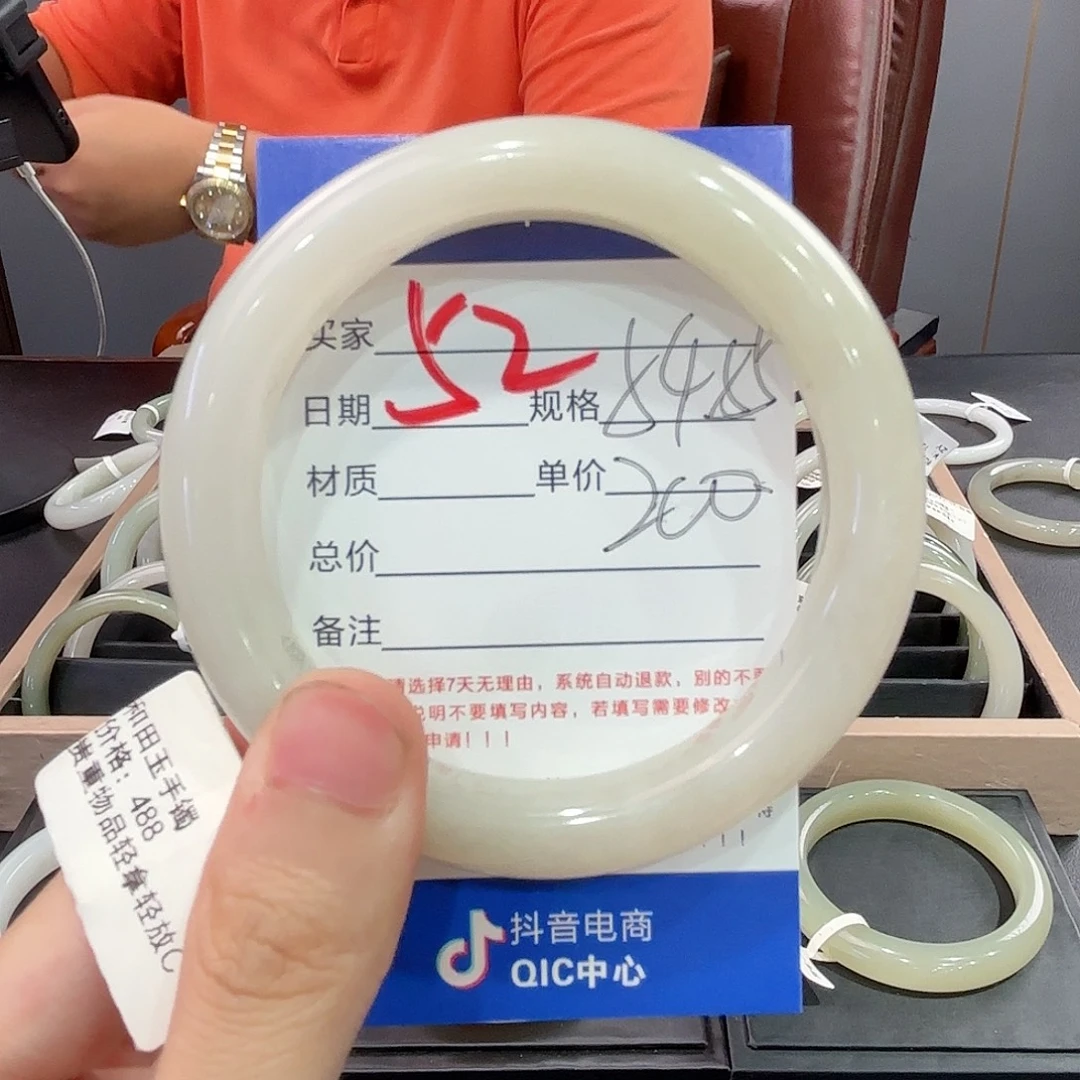 买家 52
日期 规格
材质 单价 200
总价
备注
请选择7天无理由，系统自动退款，别的不要
说明不要填写内容，若填写需要修改
申请！！！
！！
抖音电商
QIC中心
和田玉手镯
价格：488
贵重物品轻拿轻放C